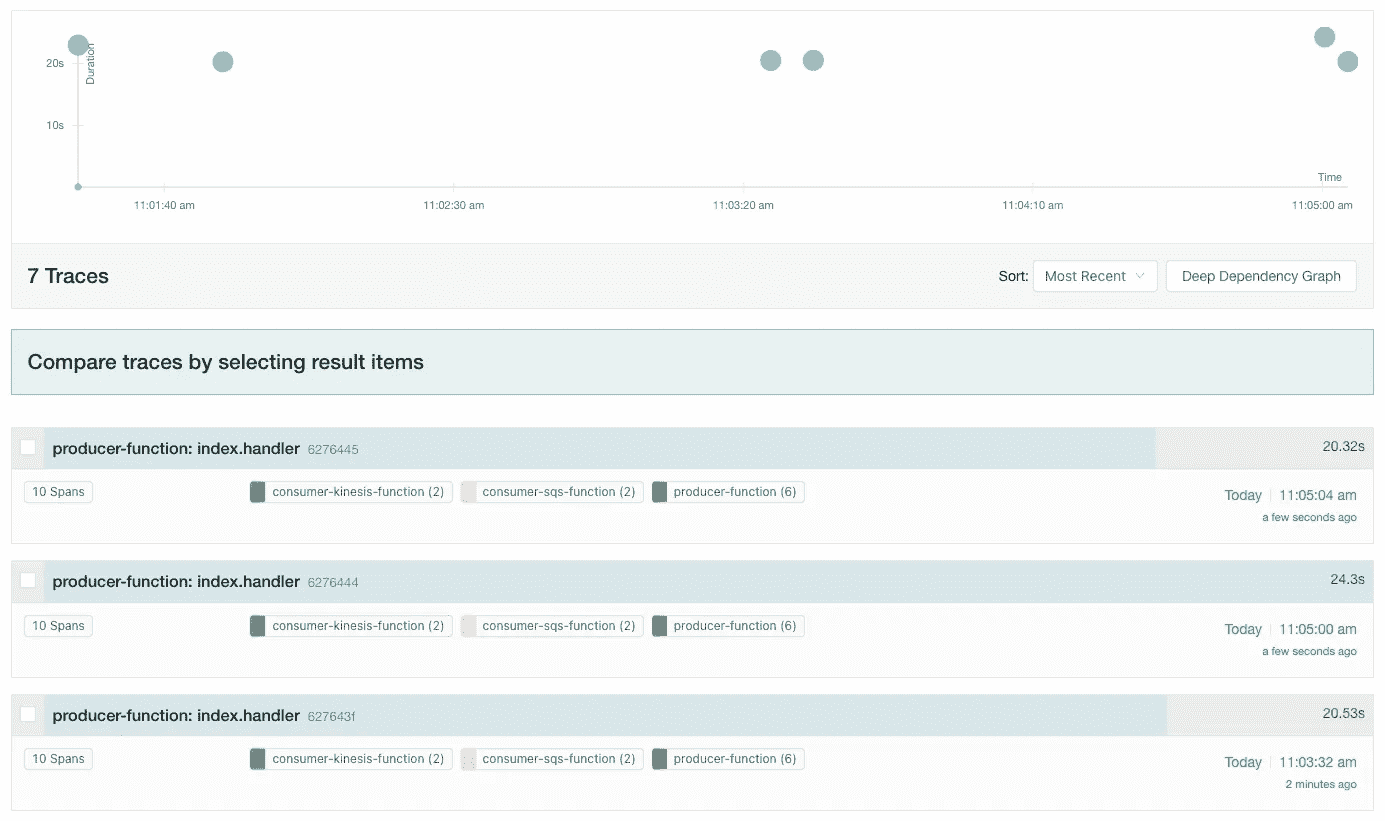 Duration
20s
10s
Time
11:01:40 am 11:02:30 am 11:03:20 am 11:04:10 am 11:05:00 am
7 Traces Sort: Most Recent Deep Dependency Graph
Compare traces by selecting result items
producer-function: index.handler 6276445 20.32s
10 Spans consumer-kinesis-function (2) consumer-sqs-function (2) producer-function (6) Today 11:05:04 am
a few seconds ago
producer-function: index.handler 6276444 24.3s
10 Spans consumer-kinesis-function (2) consumer-sqs-function (2) producer-function (6) Today 11:05:00 am
a few seconds ago
producer-function: index.handler 627643f 20.53s
10 Spans consumer-kinesis-function (2) consumer-sqs-function (2) producer-function (6) Today 11:03:32 am
2 minutes ago